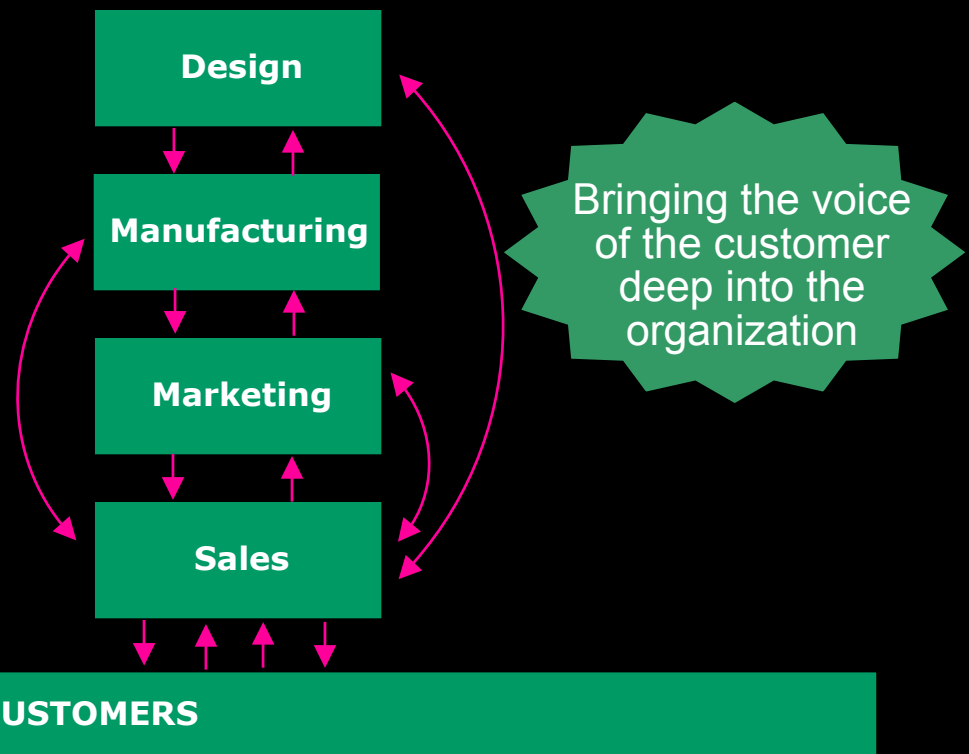 Design
Manufacturing
Marketing
Sales
USTOMERS
Bringing the voice
of the customer
deep into the
organization